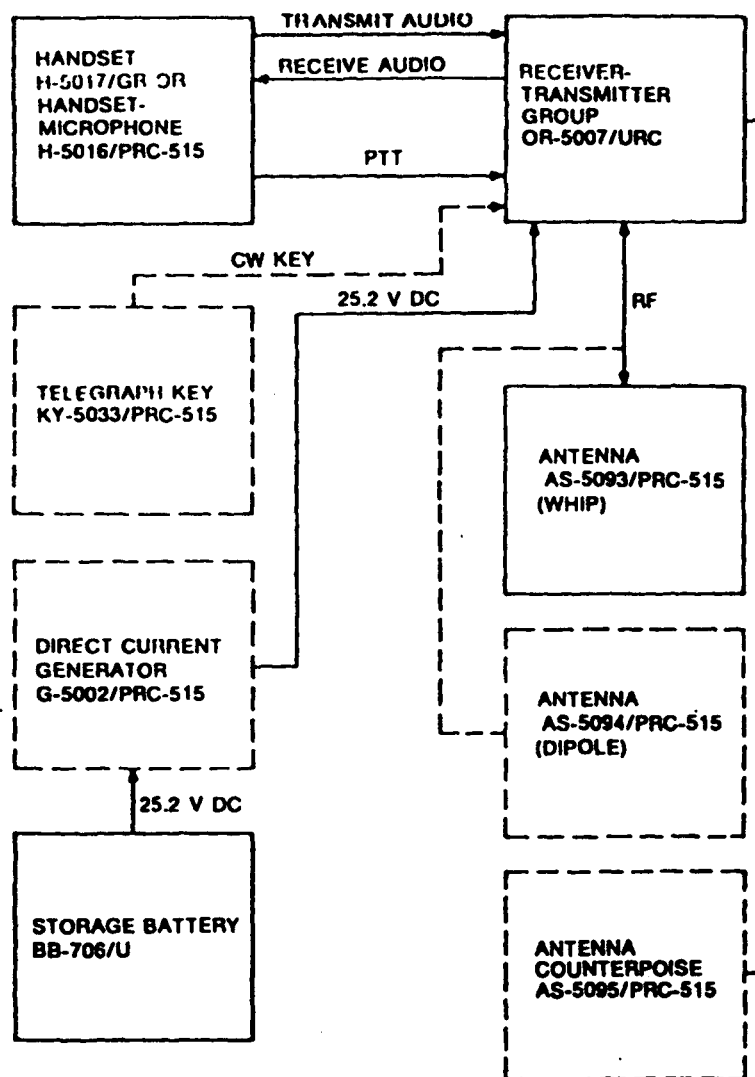 TRANSMIT AUDIO
HANDSET
H-5017/GR OR
HANDSET-
MICROPHONE
H-5016/PRC-515
RECEIVE AUDIO
RECEIVER-
TRANSMITTER
GROUP
OR-5007/URC
PTT
CW KEY
25.2 V DC
RF
TELEGRAPH KEY
KY-5033/PRC-515
ANTENNA
AS-5093/PRC-515
(WHIP)
DIRECT CURRENT
GENERATOR
G-5002/PRC-515
ANTENNA
AS-5094/PRC-515
(DIPOLE)
25.2 V DC
STORAGE BATTERY
BB-706/U
ANTENNA
COUNTERPOISE
AS-5095/PRC-515